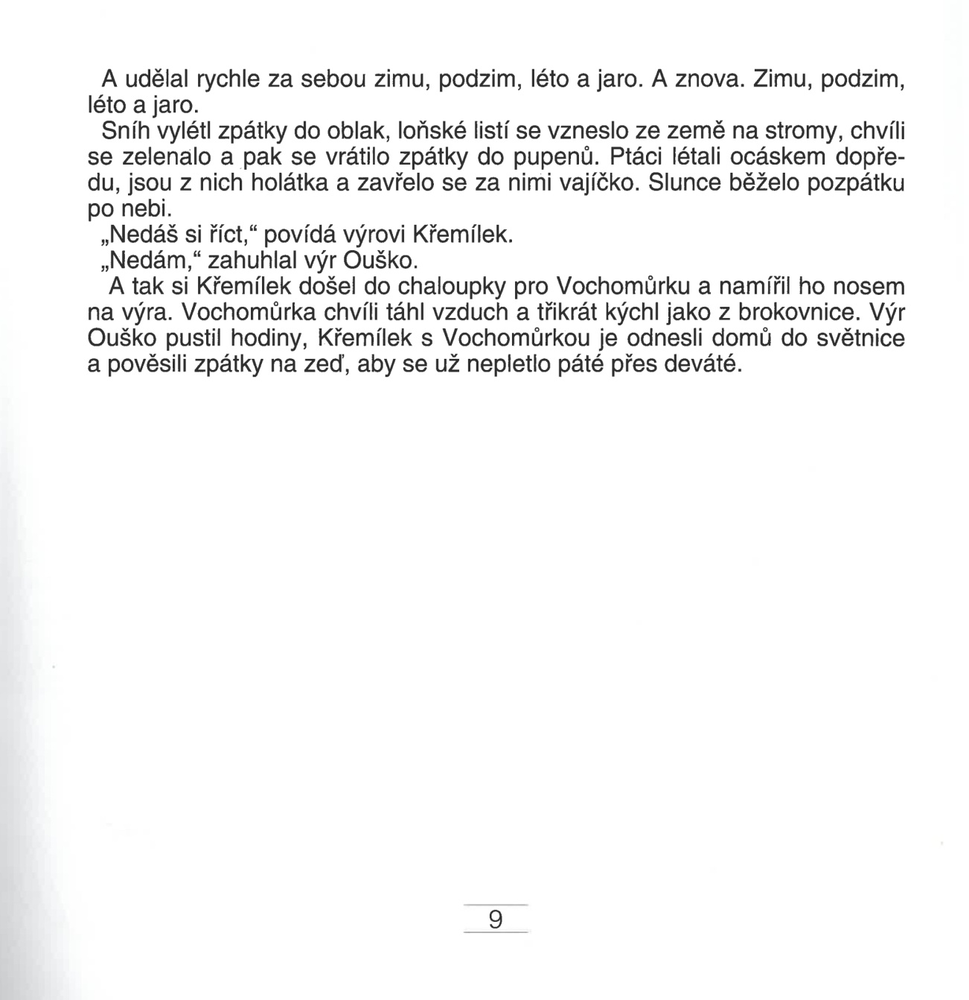 A udělal rychle za sebou zimu, podzim, léto a jaro. A znova. Zimu, podzim,
léto a jaro.
Sníh vylétl zpátky do oblak, loňské listí se vzneslo ze země na stromy, chvíli
se zelenalo a pak se vrátilo zpátky do pupenů. Ptáci létali ocáskem dopře-
du, jsou z nich holátka a zavřelo se za nimi vajíčko. Slunce běželo pozpátku
po nebi.
„Nedáš si říct,“ povídá výrovi Křemílek.
„Nedám,“ zahuhlal výr Ouško.
A tak si Křemílek došel do chaloupky pro Vochomůrku a namířil ho nosem
na výra. Vochomůrka chvíli táhl vzduch a třikrát kýchl jako z brokovnice. Výr
Ouško pustil hodiny, Křemílek s Vochomůrkou je odnesli domů do světnice
a pověsili zpátky na zeď, aby se už nepletlo páté přes deváté.
9